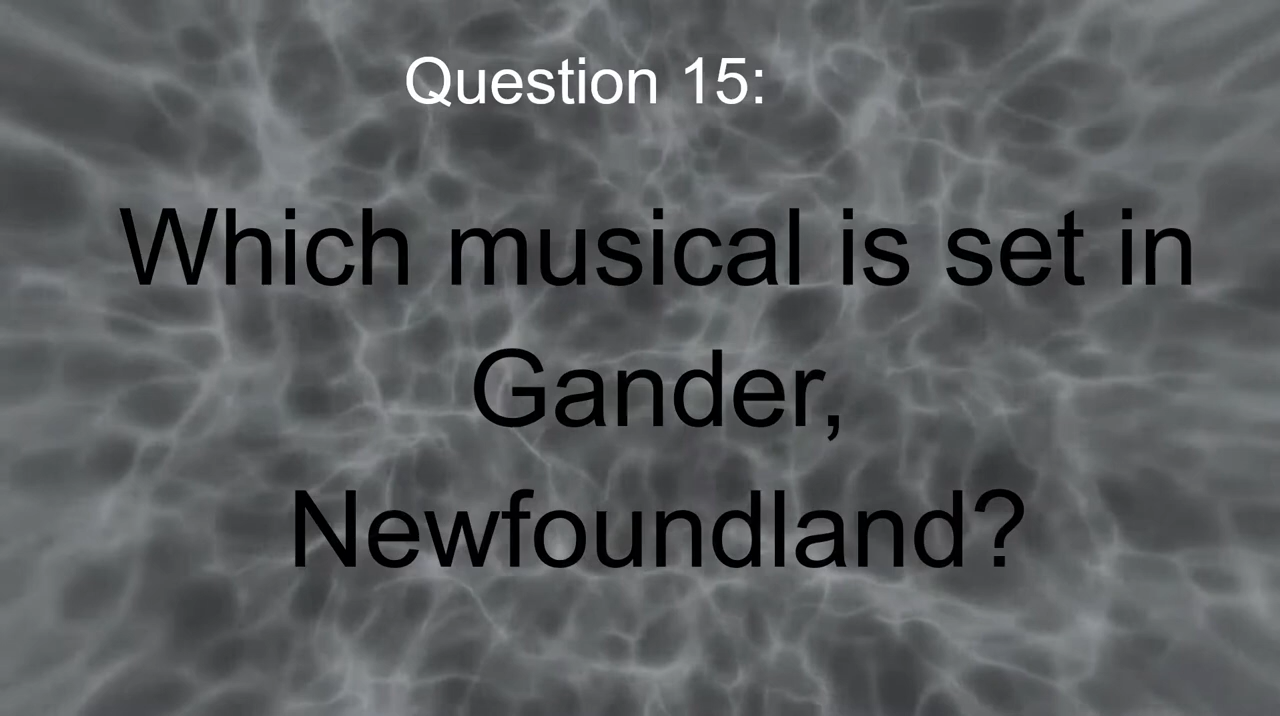 Question 15:
Which musical is set in
Gander,
Newfoundland?